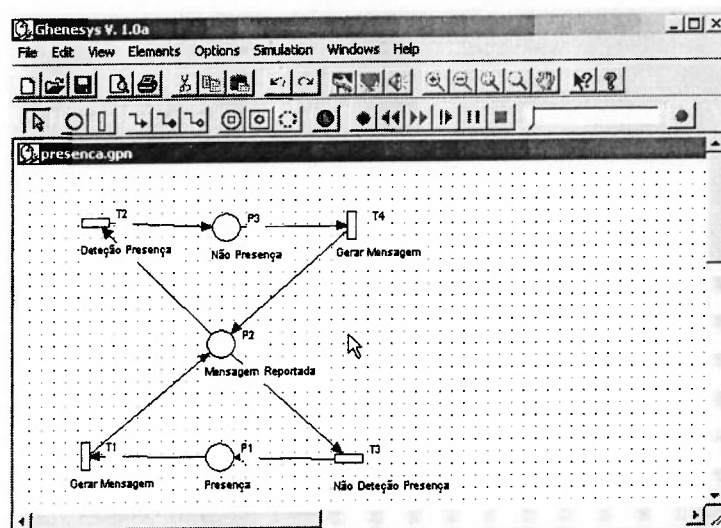 Ghenesys V. 1.0a
File Edit View Elements Options Simulation Windows Help
presenca.gpn
T2 P3 T4
Deteção Presença Não Presença Gerar Mensagem
P2
Mensagem Reportada
T1 P1 T3
Gerar Mensagem Presença Não Deteção Presença